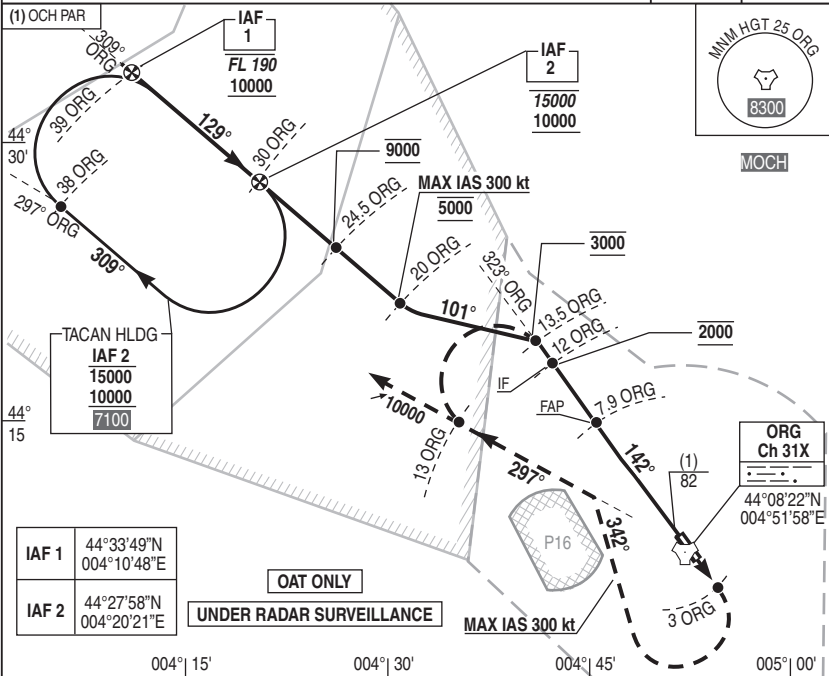 (1) OCH PAR
309°
ORG
IAF
1
FL 190
10000
IAF
2
15000
10000
MNM HGT 25 ORG
8300
MOCH
39 ORG
129°
30 ORG
44°
30'
9000
MAX IAS 300 kt
5000
38 ORG
297° ORG
24.5 ORG
309°
20 ORG
3000
323° ORG
101°
13.5 ORG
12 ORG
2000
TACAN HLDG
IAF 2
15000
10000
7100
IF
10000
FAP
7.9 ORG
44°
15
13 ORG
297°
142°
(1)
82
ORG
Ch 31X
44°08'22"N
004°51'58"E
342°
P16
IAF 1
44°33'49"N
004°10'48"E
IAF 2
44°27'58"N
004°20'21"E
OAT ONLY
UNDER RADAR SURVEILLANCE
MAX IAS 300 kt
3 ORG
004° 15'
004° 30'
004° 45'
005° 00'